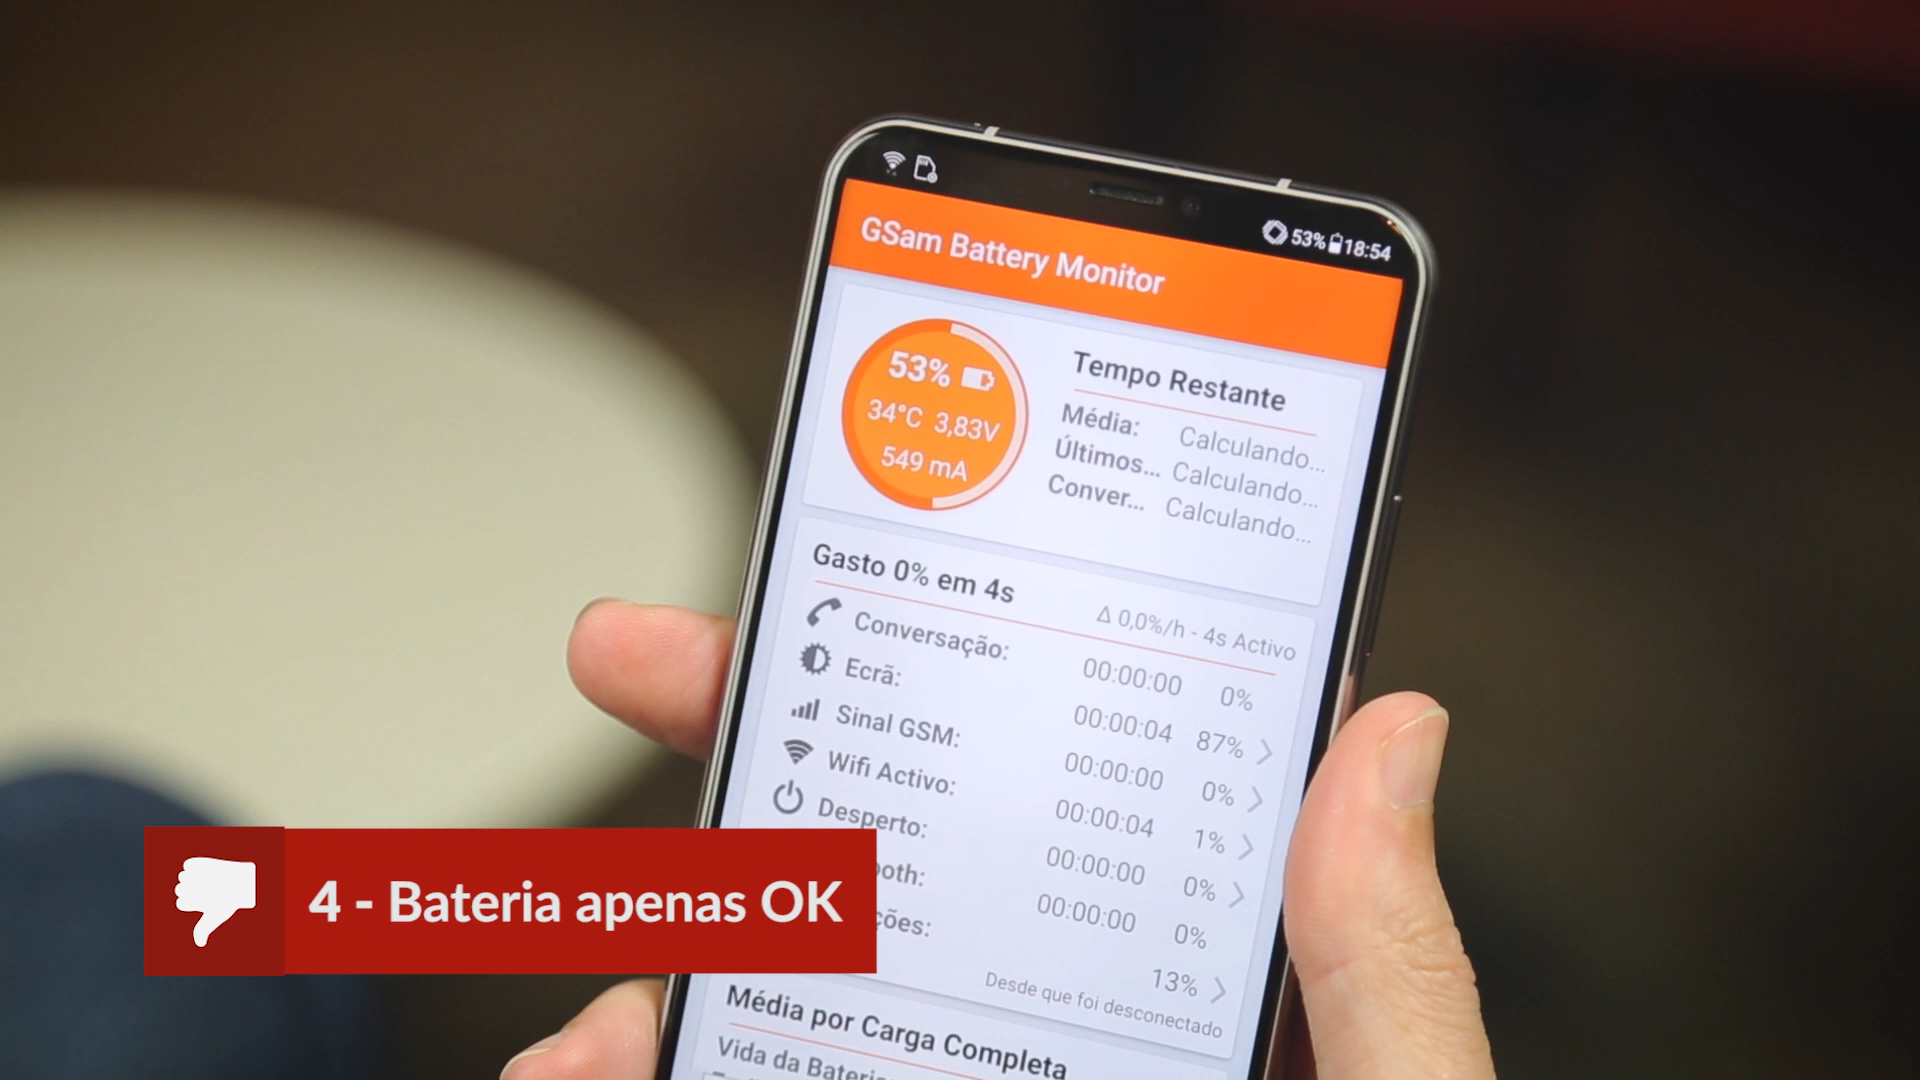 53% 18:54
GSam Battery Monitor
53%
34°C 3,83V
549 mA
Tempo Restante
Média: Calculando...
Últimos... Calculando...
Conver... Calculando...
Gasto 0% em 4s
Δ 0,0%/h - 4s Activo
Conversação: 00:00:00 0%
Ecrã: 00:00:04 87%
Sinal GSM: 00:00:00 0%
Wifi Activo: 00:00:04 1%
Desperto: 00:00:00 0%
ooth: 00:00:00 0%
ções: 13%
Desde que foi desconectado
Média por Carga Completa
Vida da Bateri
4 - Bateria apenas OK